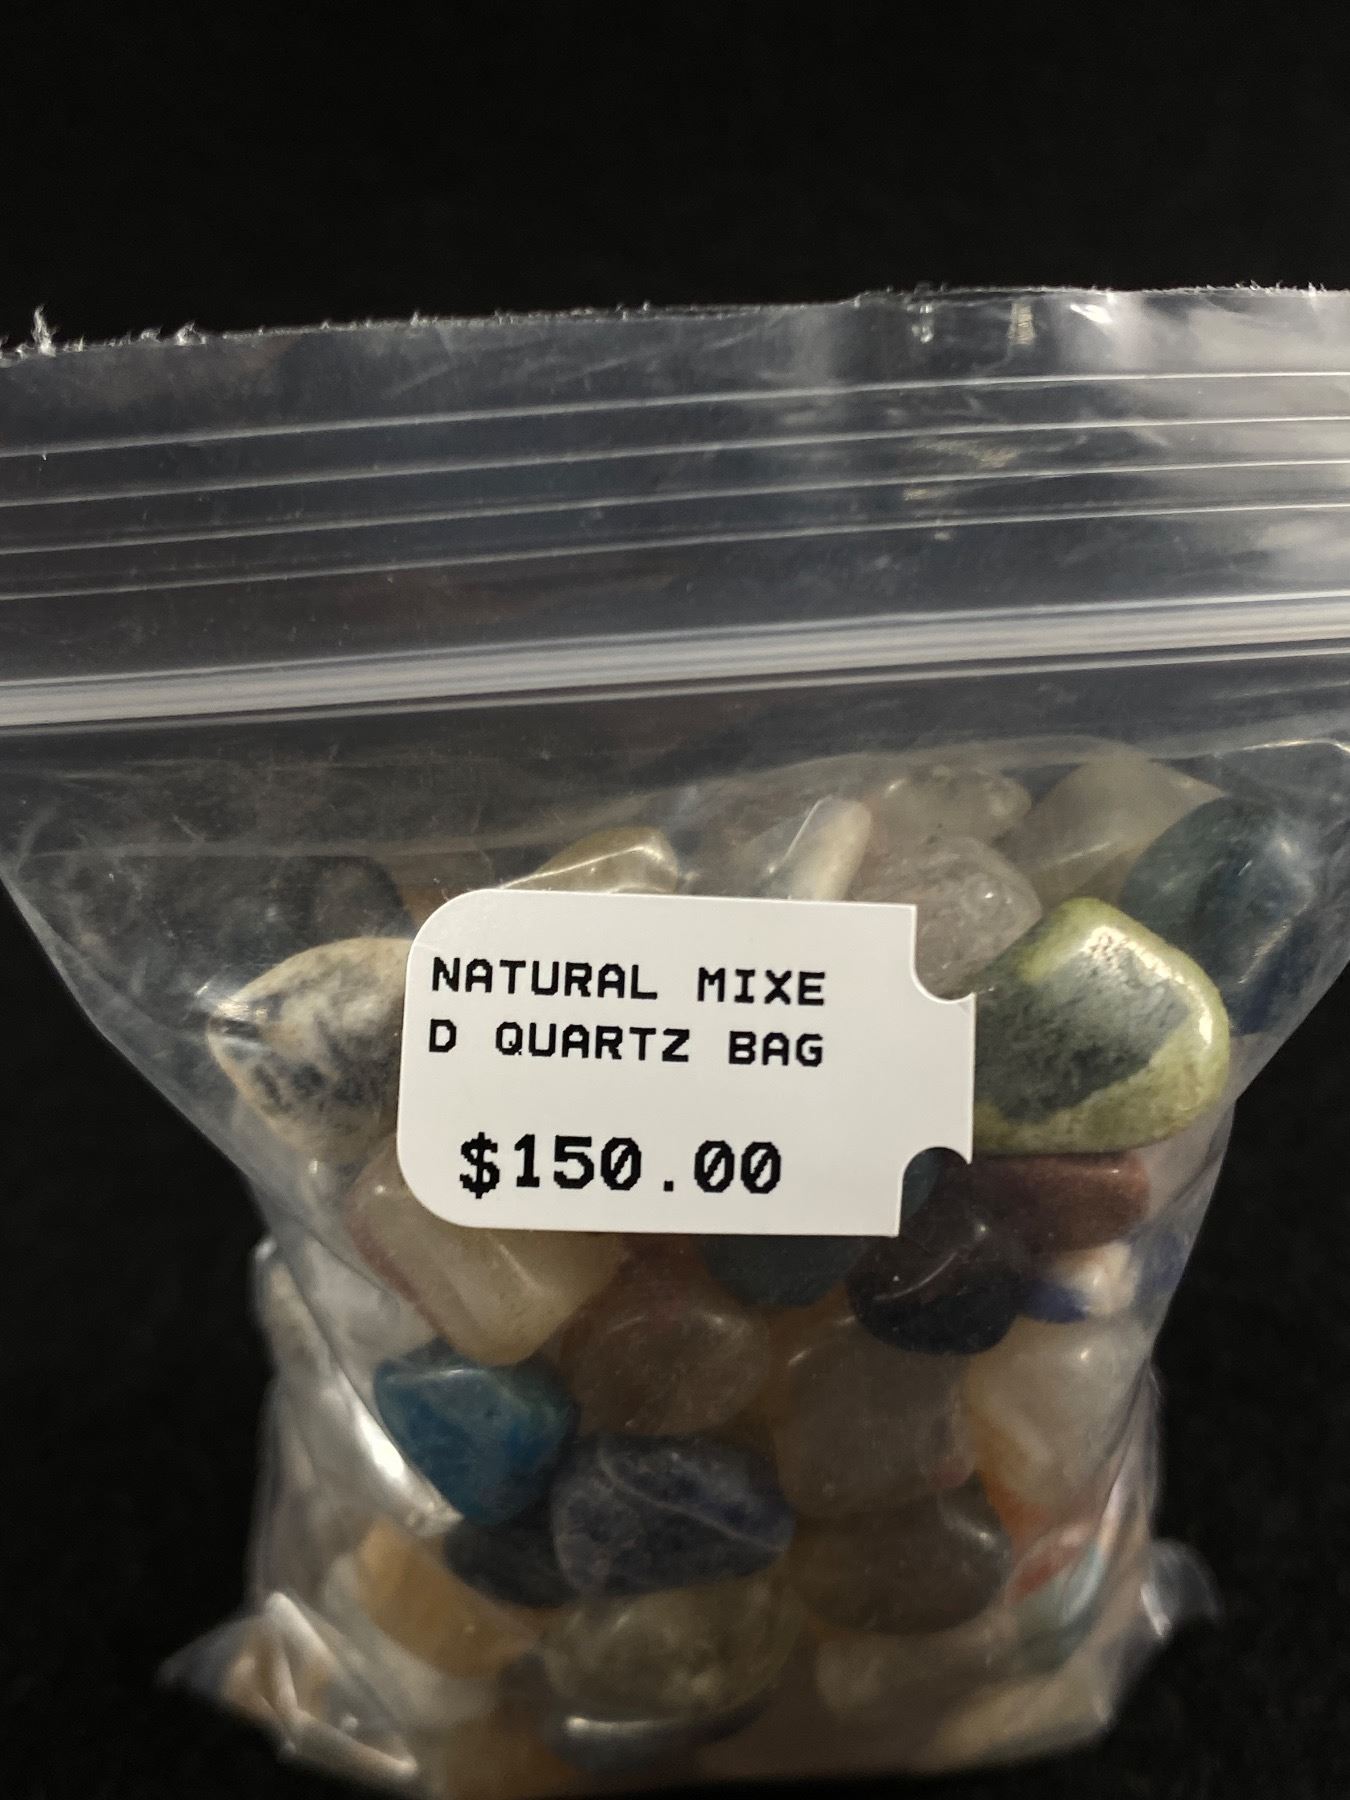 NATURAL MIXE
D QUARTZ BAG
$150.00